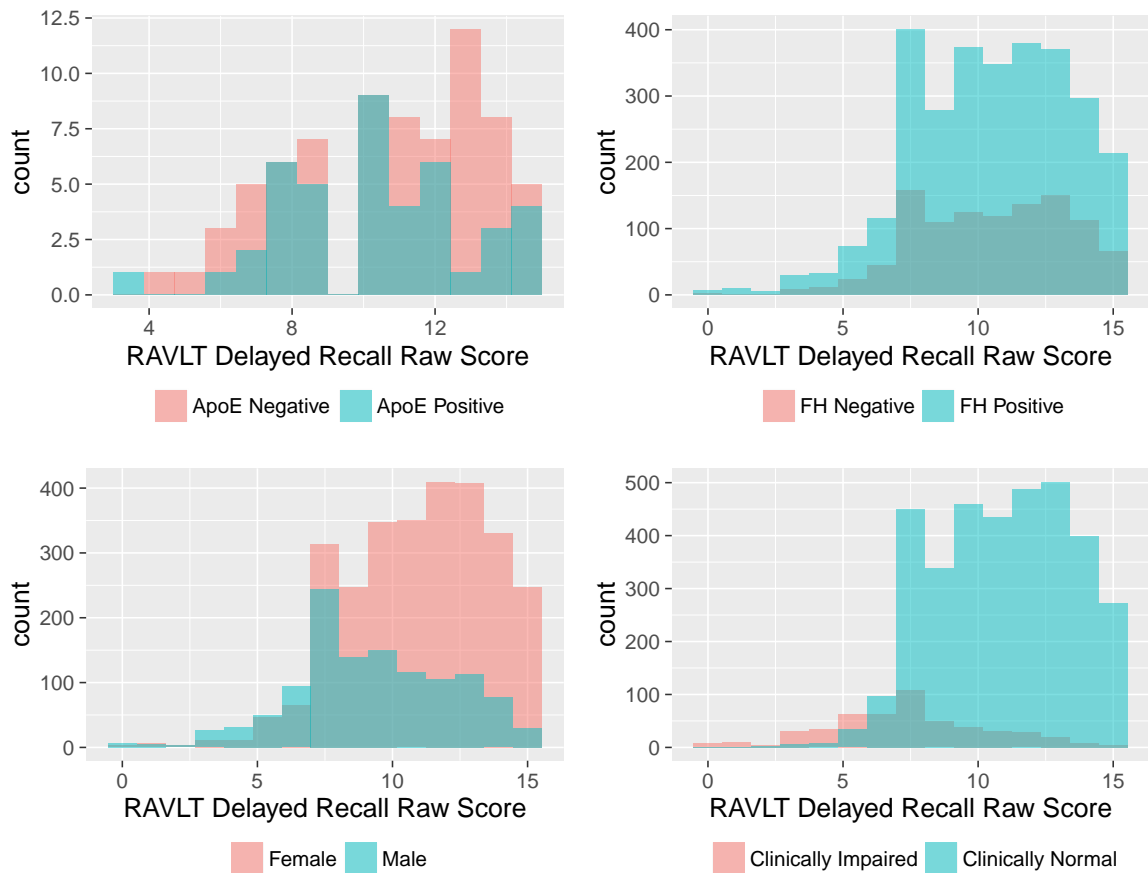 12.5
10.0
7.5
5.0
2.5
0.0
count
4 8 12
RAVLT Delayed Recall Raw Score
ApoE Negative ApoE Positive
400
300
200
100
0
count
0 5 10 15
RAVLT Delayed Recall Raw Score
FH Negative FH Positive
400
300
200
100
0
count
0 5 10 15
RAVLT Delayed Recall Raw Score
Female Male
500
400
300
200
100
0
count
0 5 10 15
RAVLT Delayed Recall Raw Score
Clinically Impaired Clinically Normal